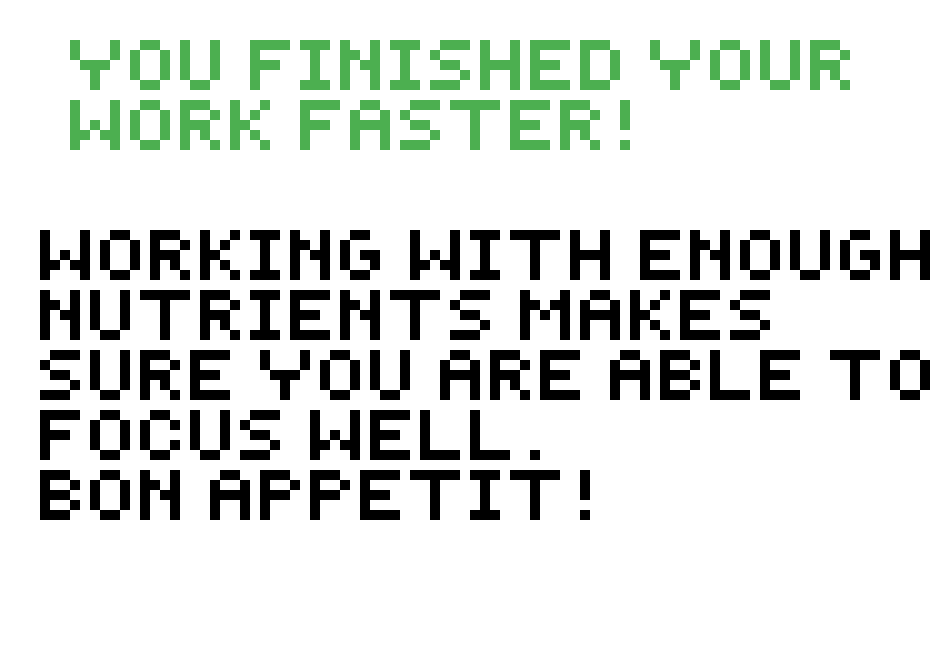 YOU FINISHED YOUR
WORK FASTER!
WORKING WITH ENOUGH
NUTRIENTS MAKES
SURE YOU ARE ABLE TO
FOCUS WELL.
BON APPETIT!